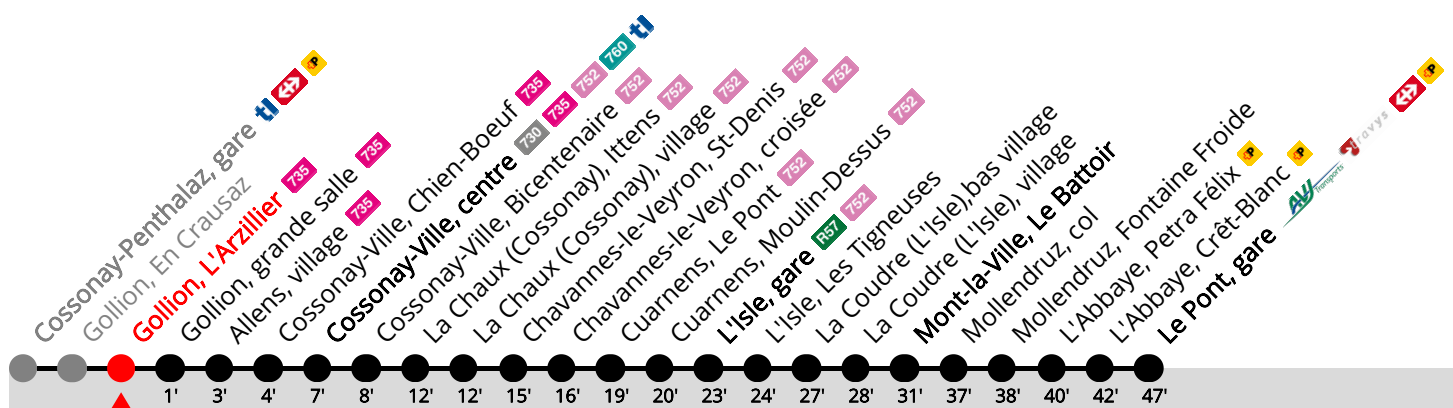 Cossonay-Penthalaz, gare tl P
Gollion, En Crausaz
Gollion, L'Arzillier 735
Gollion, grande salle 735
Allens, village 735
Cossonay-Ville, Chien-Boeuf 735
Cossonay-Ville, centre 730 735 752 760 tl
Cossonay-Ville, Bicentenaire 752
La Chaux (Cossonay), Ittens 752
La Chaux (Cossonay), village 752
Chavannes-le-Veyron, St-Denis 752
Chavannes-le-Veyron, croisée 752
Cuarnens, Le Pont 752
Cuarnens, Moulin-Dessus 752
L'Isle, gare R57 752
L'Isle, Les Tigneuses
La Coudre (L'Isle),bas village
La Coudre (L'Isle), village
Mont-la-Ville, Le Battoir
Mollendruz, col
Mollendruz, Fontaine Froide
L'Abbaye, Petra Félix P
L'Abbaye, Crêt-Blanc P
Le Pont, gare AVJ Transports travys P
1' 3' 4' 7' 8' 12' 12' 15' 16' 19' 20' 23' 24' 27' 28' 31' 37' 38' 40' 42' 47'